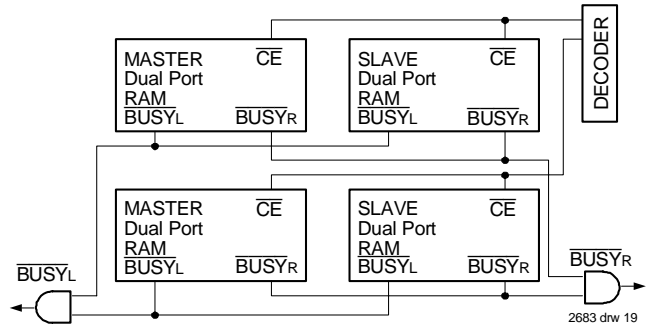 MASTER
Dual Port
RAM
CE
BUSYL
BUSYR
SLAVE
Dual Port
RAM
CE
BUSYL
BUSYR
DECODER
MASTER
Dual Port
RAM
CE
BUSYL
BUSYR
SLAVE
Dual Port
RAM
CE
BUSYL
BUSYR
BUSYL
BUSYR
2683 drw 19